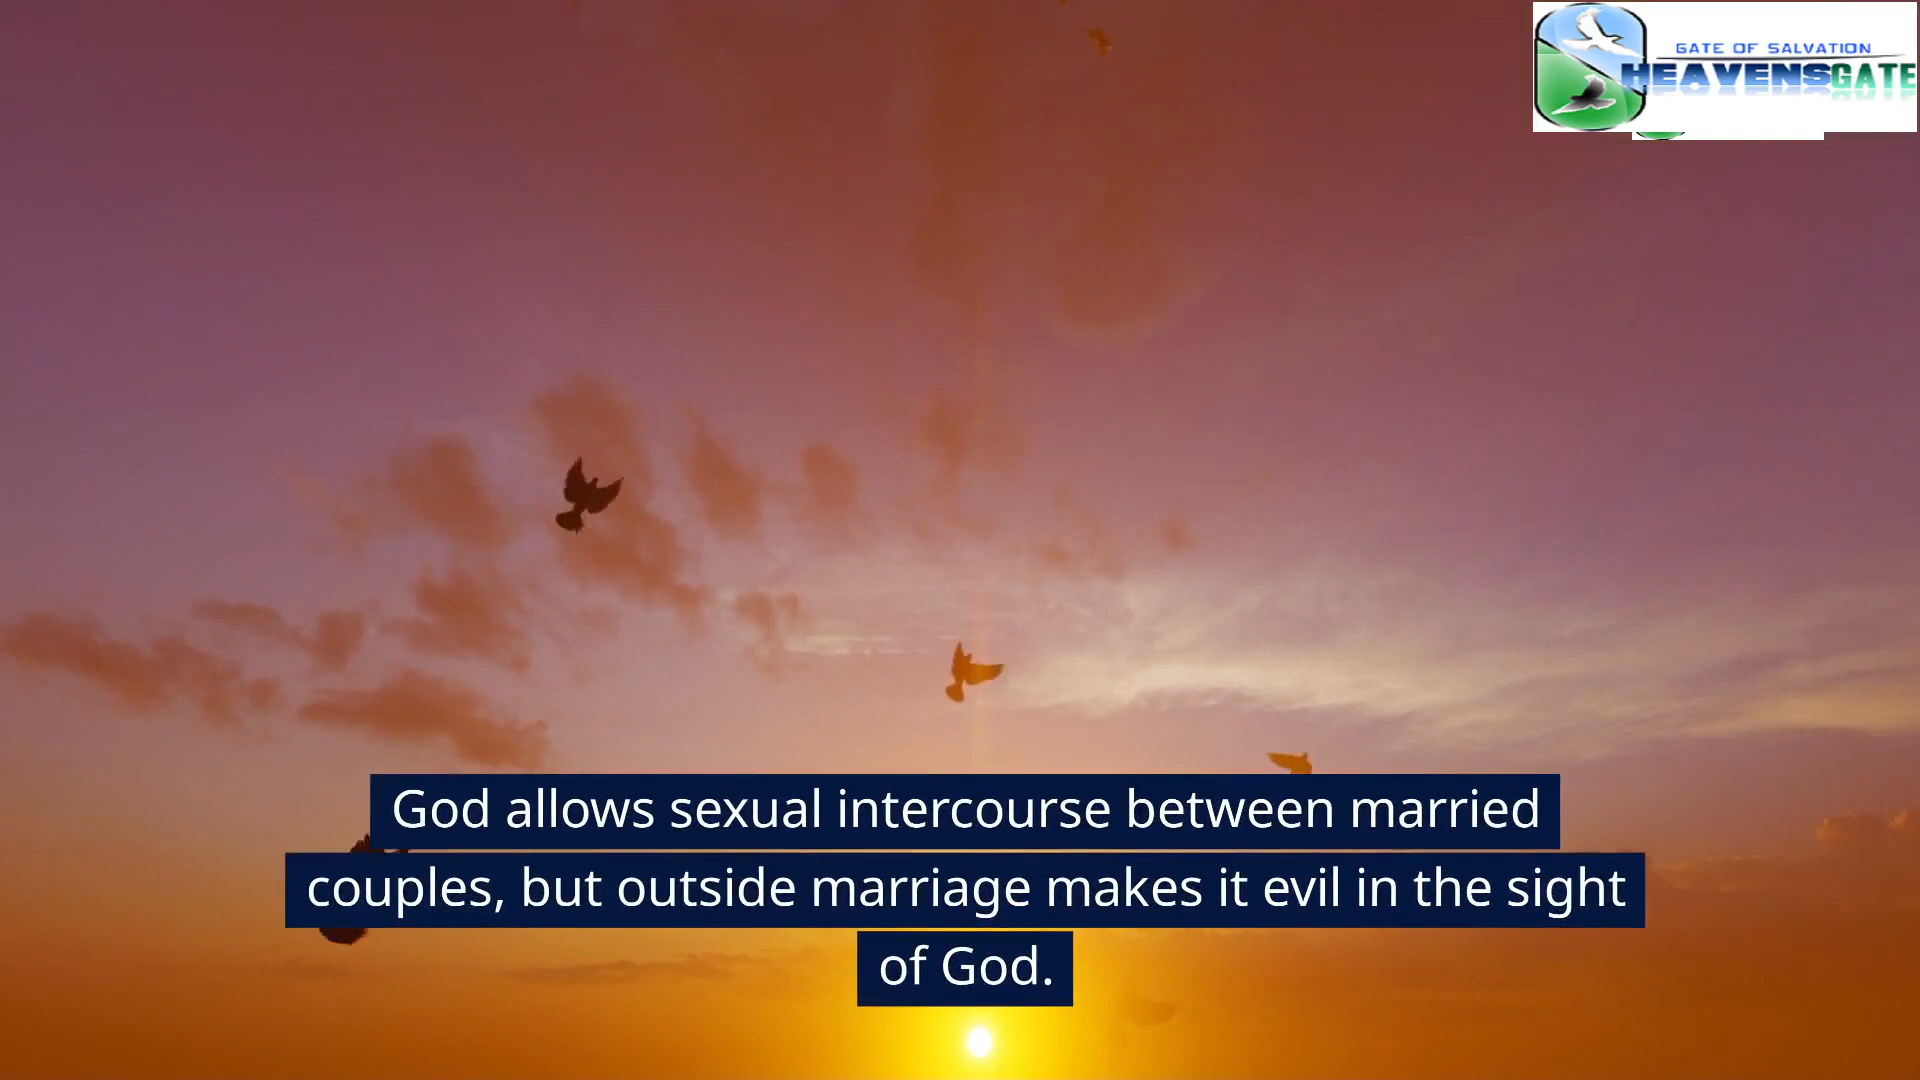 GATE OF SALVATION
HEAVENSGATE
God allows sexual intercourse between married
couples, but outside marriage makes it evil in the sight
of God.